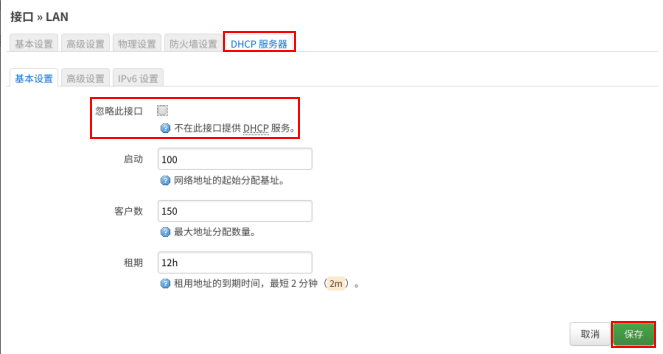 接口 » LAN
基本设置 高级设置 物理设置 防火墙设置 DHCP 服务器
基本设置 高级设置 IPv6 设置
忽略此接口
不在此接口提供 DHCP 服务。
启动 100
网络地址的起始分配基址。
客户数 150
最大地址分配数量。
租期 12h
租用地址的到期时间，最短 2 分钟（2m）。
取消 保存